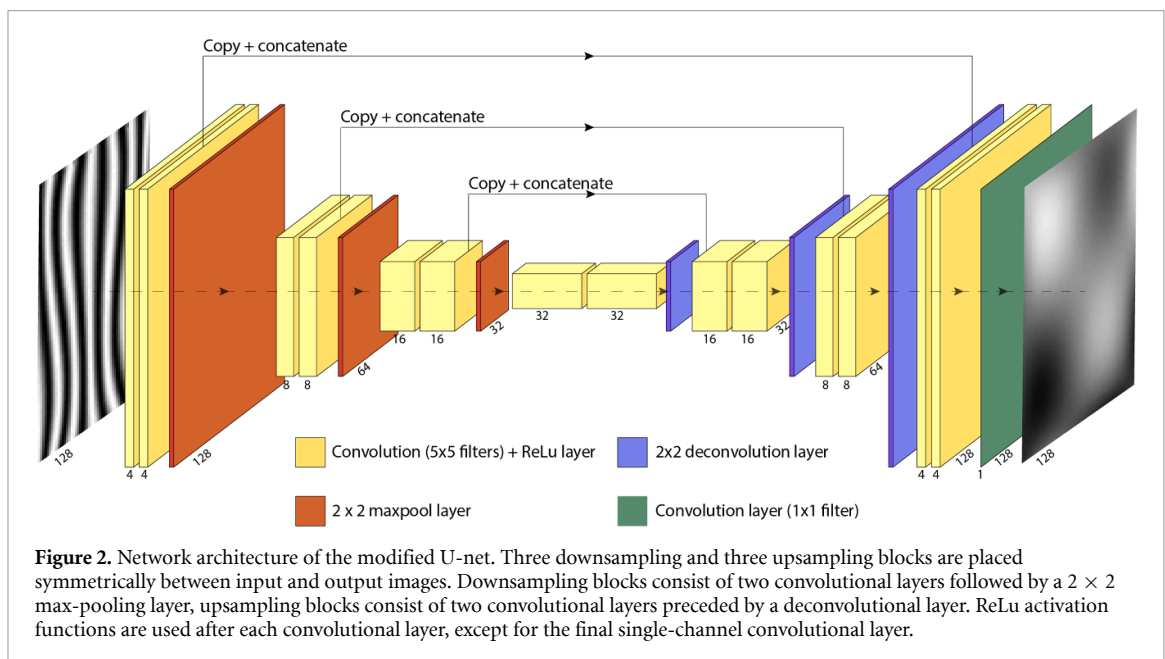 Copy + concatenate
Copy + concatenate
Copy + concatenate
128
4 4
128
8 8
64
16 16
32
32 32
16 16
32
8 8
64
4 4
128
1
128
128
Convolution (5x5 filters) + ReLu layer
2x2 deconvolution layer
2 x 2 maxpool layer
Convolution layer (1x1 filter)
Figure 2. Network architecture of the modified U-net. Three downsampling and three upsampling blocks are placed
symmetrically between input and output images. Downsampling blocks consist of two convolutional layers followed by a 2 × 2
max-pooling layer, upsampling blocks consist of two convolutional layers preceded by a deconvolutional layer. ReLu activation
functions are used after each convolutional layer, except for the final single-channel convolutional layer.